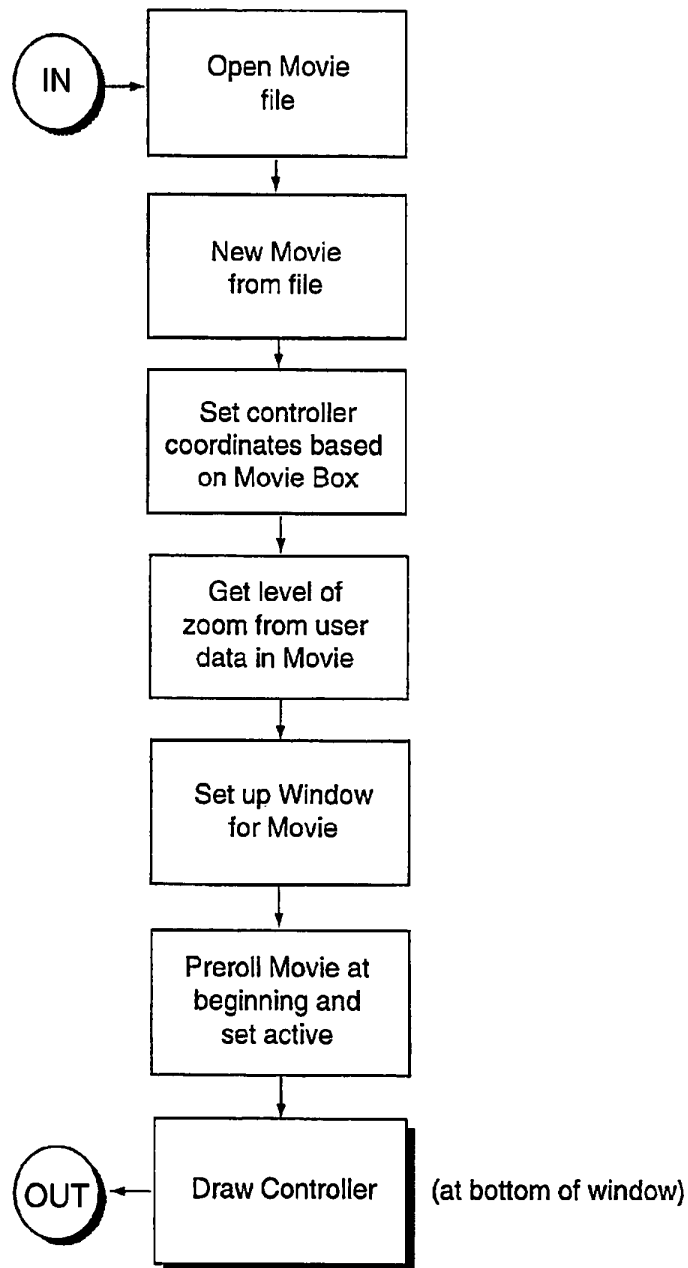 IN
Open Movie
file
New Movie
from file
Set controller
coordinates based
on Movie Box
Get level of
zoom from user
data in Movie
Set up Window
for Movie
Preroll Movie at
beginning and
set active
OUT
Draw Controller
(at bottom of window)